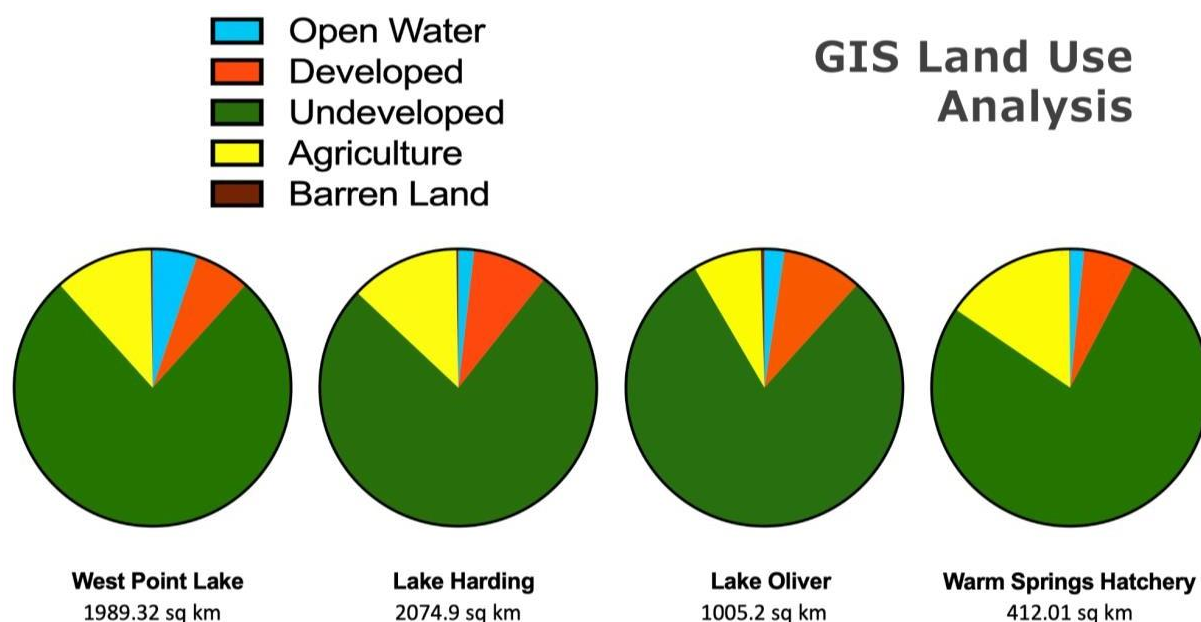 Open Water
Developed
Undeveloped
Agriculture
Barren Land
GIS Land Use
Analysis
West Point Lake
1989.32 sq km
Lake Harding
2074.9 sq km
Lake Oliver
1005.2 sq km
Warm Springs Hatchery
412.01 sq km